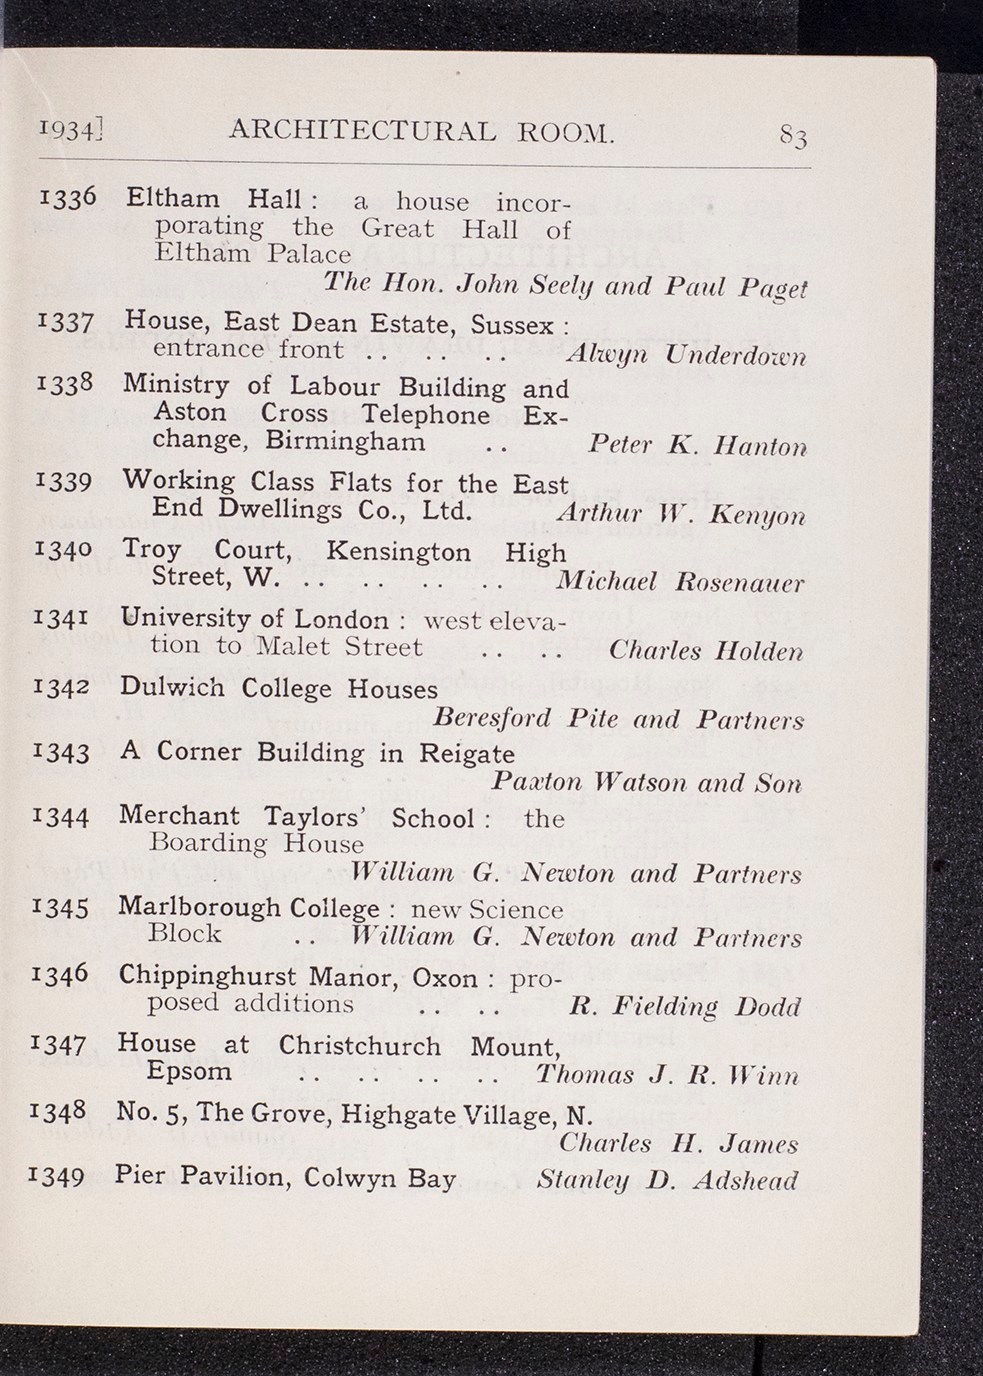 1934] ARCHITECTURAL ROOM. 83
1336 Eltham Hall : a house incor-
porating the Great Hall of
Eltham Palace
The Hon. John Seely and Paul Paget
1337 House, East Dean Estate, Sussex :
entrance front .. .. .. Alwyn Underdown
1338 Ministry of Labour Building and
Aston Cross Telephone Ex-
change, Birmingham .. Peter K. Hanton
1339 Working Class Flats for the East
End Dwellings Co., Ltd. Arthur W. Kenyon
1340 Troy Court, Kensington High
Street, W. .. .. .. .. Michael Rosenauer
1341 University of London : west eleva-
tion to Malet Street .. .. Charles Holden
1342 Dulwich College Houses
Beresford Pite and Partners
1343 A Corner Building in Reigate
Paxton Watson and Son
1344 Merchant Taylors' School : the
Boarding House
William G. Newton and Partners
1345 Marlborough College : new Science
Block .. William G. Newton and Partners
1346 Chippinghurst Manor, Oxon : pro-
posed additions .. .. R. Fielding Dodd
1347 House at Christchurch Mount,
Epsom .. .. .. .. Thomas J. R. Winn
1348 No. 5, The Grove, Highgate Village, N.
Charles H. James
1349 Pier Pavilion, Colwyn Bay Stanley D. Adshead